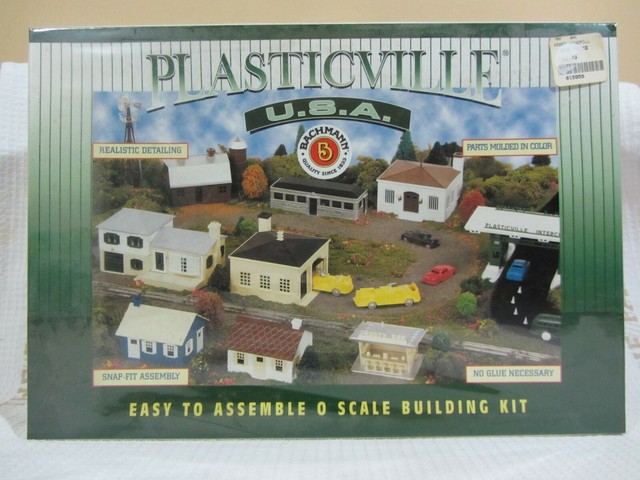 PLASTICVILLE®
U.S.A.
BACHMANN
B
QUALITY SINCE 1833
REALISTIC DETAILING
PARTS MOLDED IN COLOR
SNAP-FIT ASSEMBLY
NO GLUE NECESSARY
EASY TO ASSEMBLE O SCALE BUILDING KIT